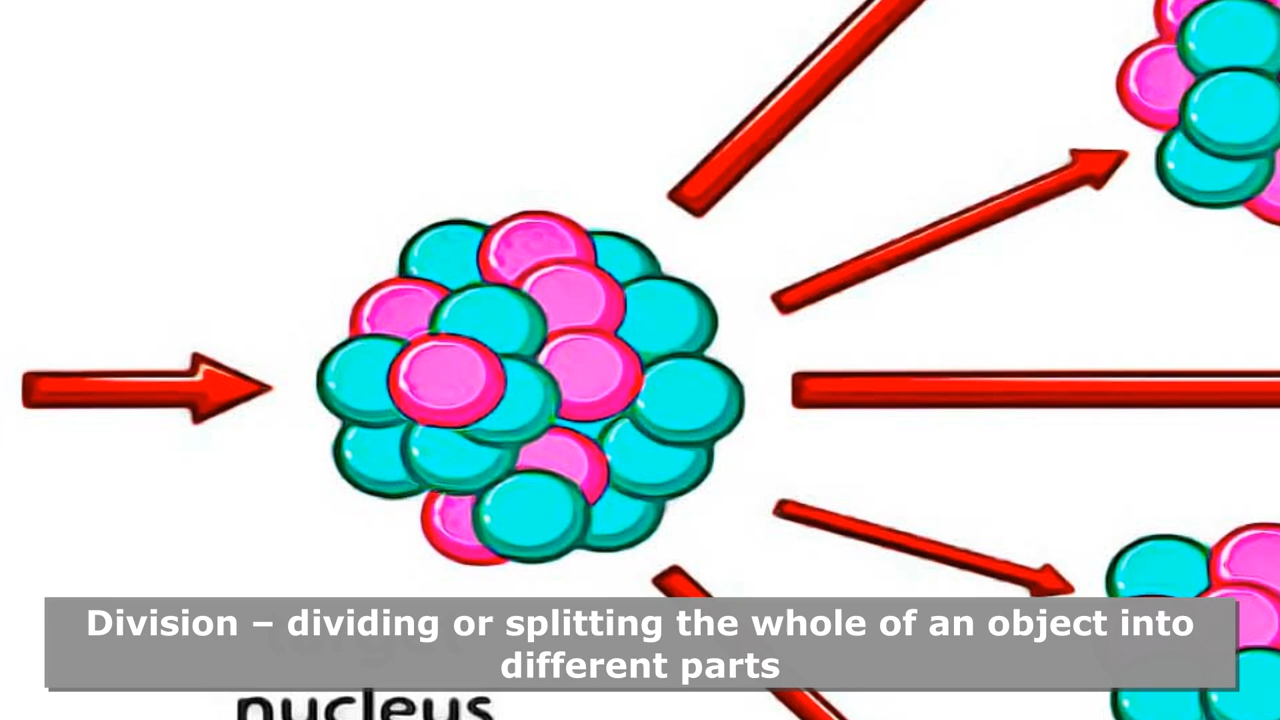 Division – dividing or splitting the whole of an object into
different parts
nucleus